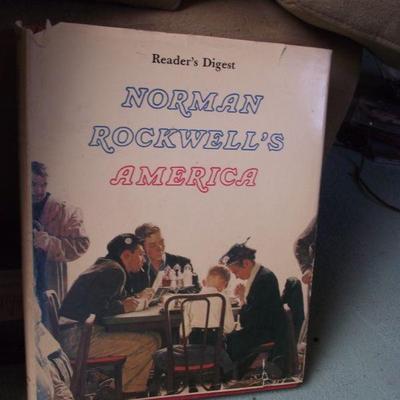 Reader's Digest
NORMAN
ROCKWELL'S
AMERICA